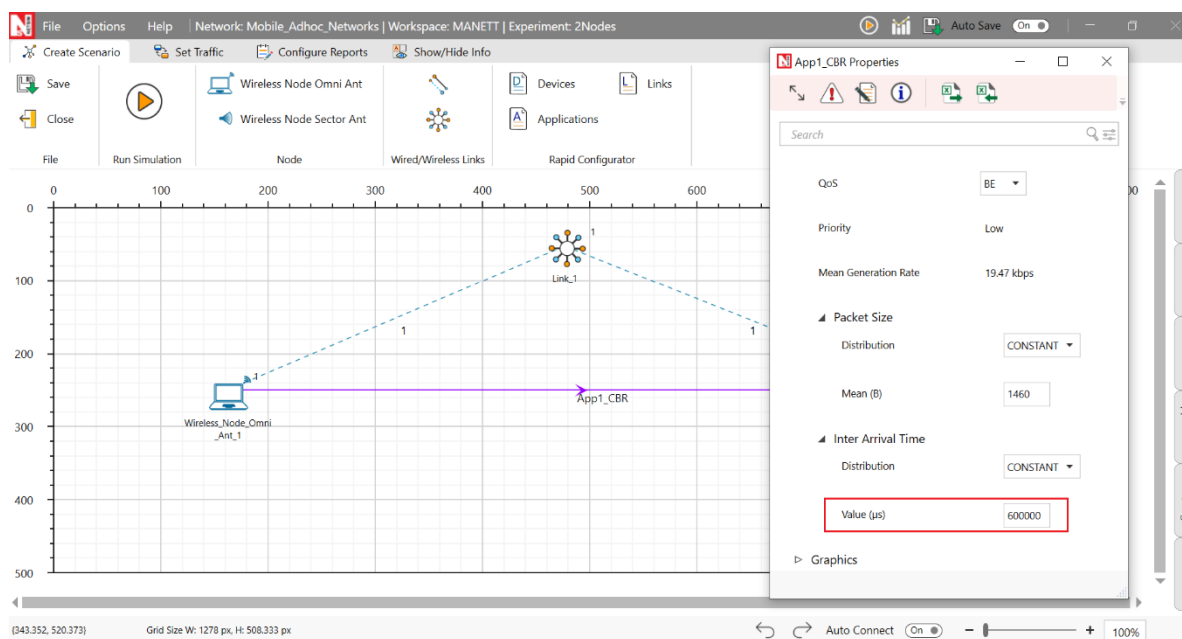 File Options Help Network: Mobile_Adhoc_Networks | Workspace: MANETT | Experiment: 2Nodes Auto Save On
Create Scenario Set Traffic Configure Reports Show/Hide Info
Save Wireless Node Omni Ant Devices Links
Close Wireless Node Sector Ant Applications
File Run Simulation Node Wired/Wireless Links Rapid Configurator
0 100 200 300 400 500 600
0
100
200
300
400
500
1
Link_1
1
1
1
App1_CBR
Wireless_Node_Omni
_Ant_1
App1_CBR Properties
Search
QoS BE
Priority Low
Mean Generation Rate 19.47 kbps
Packet Size
Distribution CONSTANT
Mean (B) 1460
Inter Arrival Time
Distribution CONSTANT
Value (µs) 600000
Graphics
(343.352, 520.373) Grid Size W: 1278 px, H: 508.333 px Auto Connect On 100%